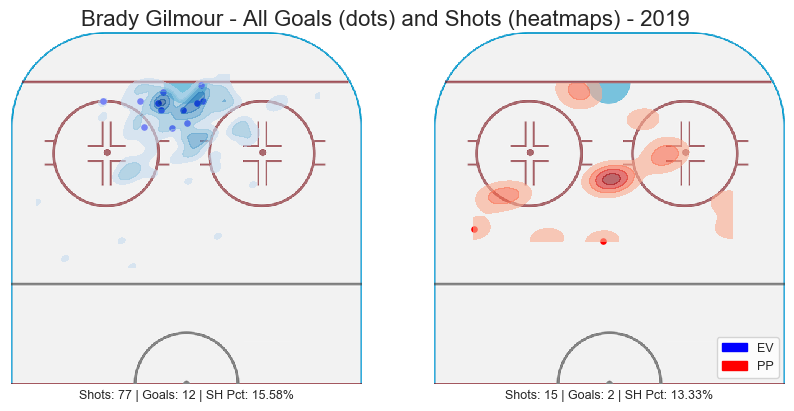 Brady Gilmour - All Goals (dots) and Shots (heatmaps) - 2019
EV
PP
Shots: 77 | Goals: 12 | SH Pct: 15.58%
Shots: 15 | Goals: 2 | SH Pct: 13.33%